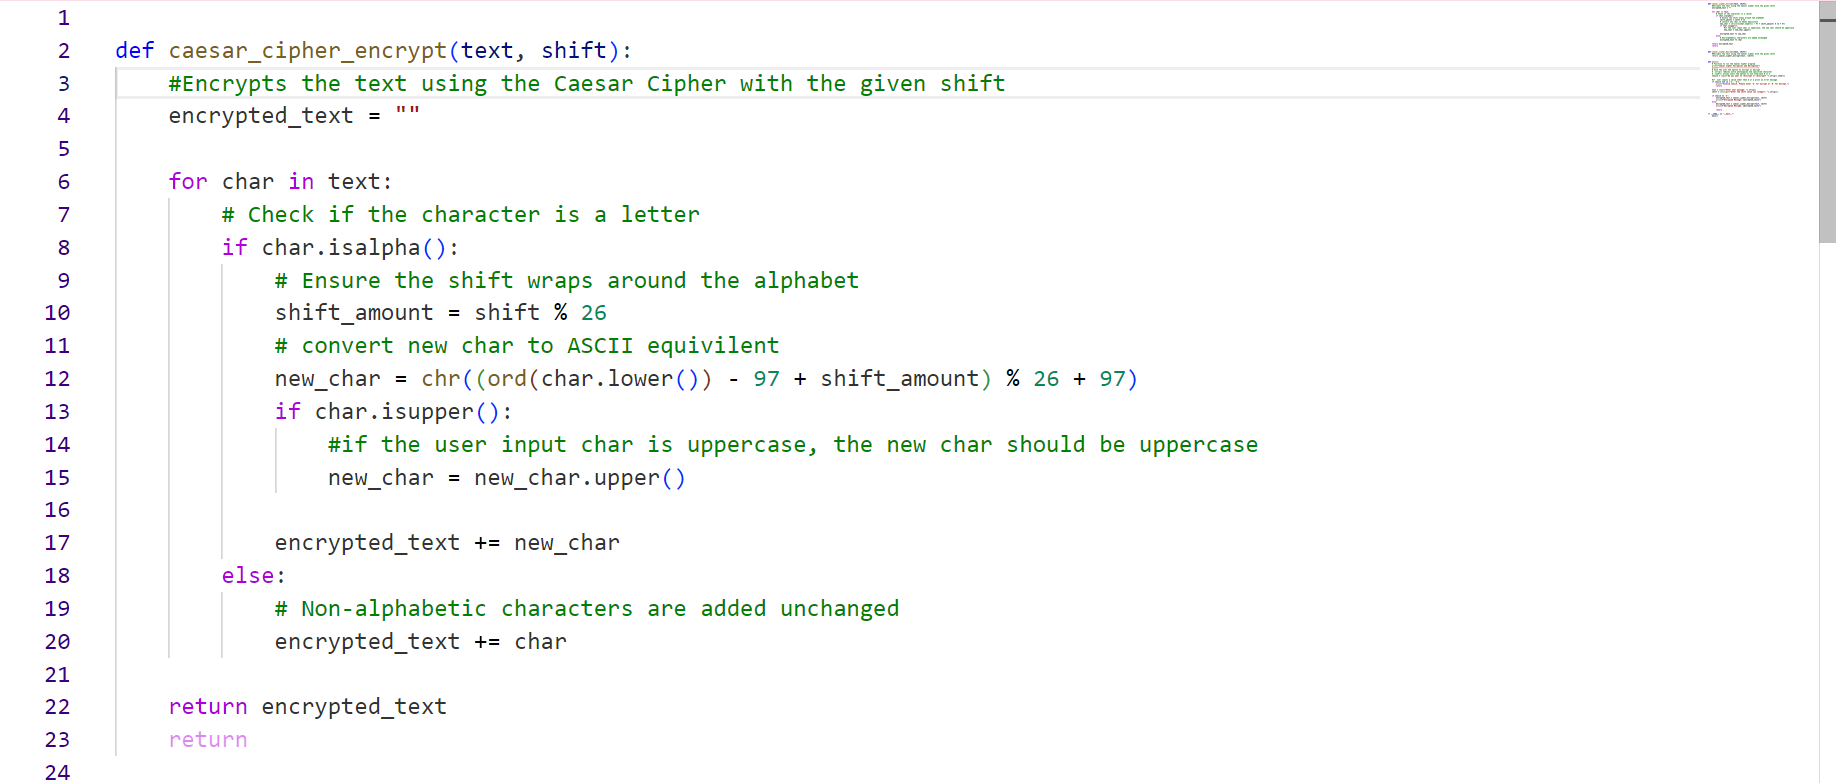 1
2 def caesar_cipher_encrypt(text, shift):
3 #Encrypts the text using the Caesar Cipher with the given shift
4 encrypted_text = ""
5
6 for char in text:
7 # Check if the character is a letter
8 if char.isalpha():
9 # Ensure the shift wraps around the alphabet
10 shift_amount = shift % 26
11 # convert new char to ASCII equivilent
12 new_char = chr((ord(char.lower()) - 97 + shift_amount) % 26 + 97)
13 if char.isupper():
14 #if the user input char is uppercase, the new char should be uppercase
15 new_char = new_char.upper()
16
17 encrypted_text += new_char
18 else:
19 # Non-alphabetic characters are added unchanged
20 encrypted_text += char
21
22 return encrypted_text
23 return
24